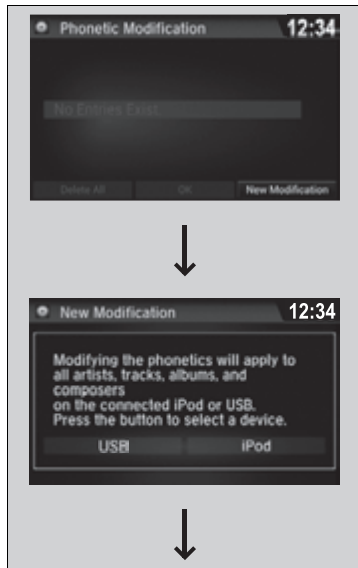 Phonetic Modification
12:34
No Entries Exist.
Delete All
OK
New Modification
New Modification
12:34
Modifying the phonetics will apply to
all artists, tracks, albums, and
composers
on the connected iPod or USB.
Press the button to select a device.
USB
iPod